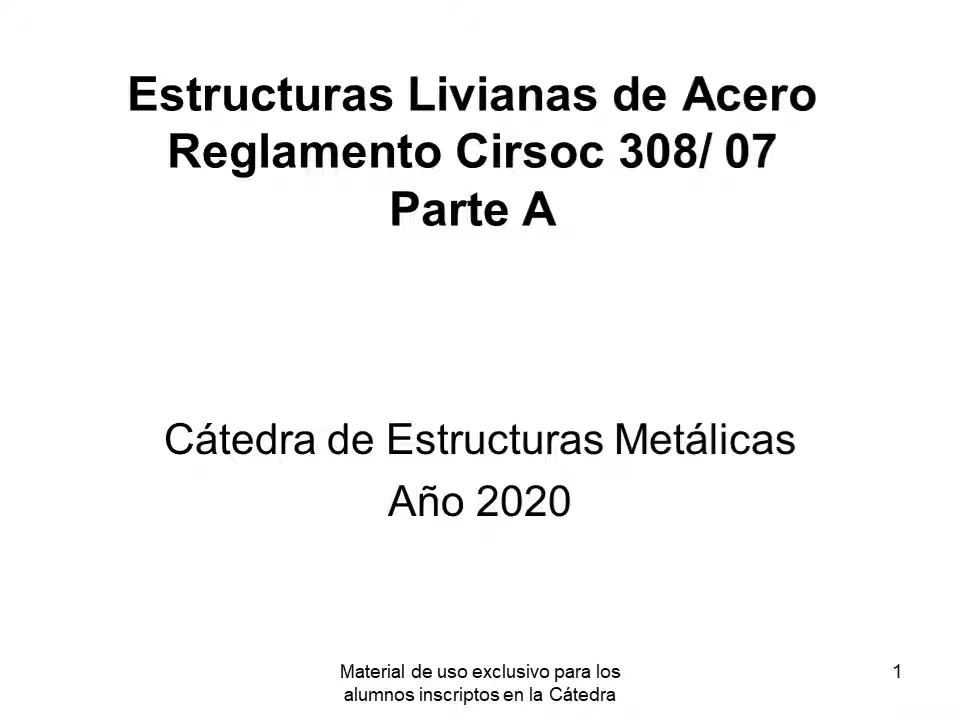 Estructuras Livianas de Acero
Reglamento Cirsoc 308/ 07
Parte A
Cátedra de Estructuras Metálicas
Año 2020
Material de uso exclusivo para los
alumnos inscriptos en la Cátedra
1